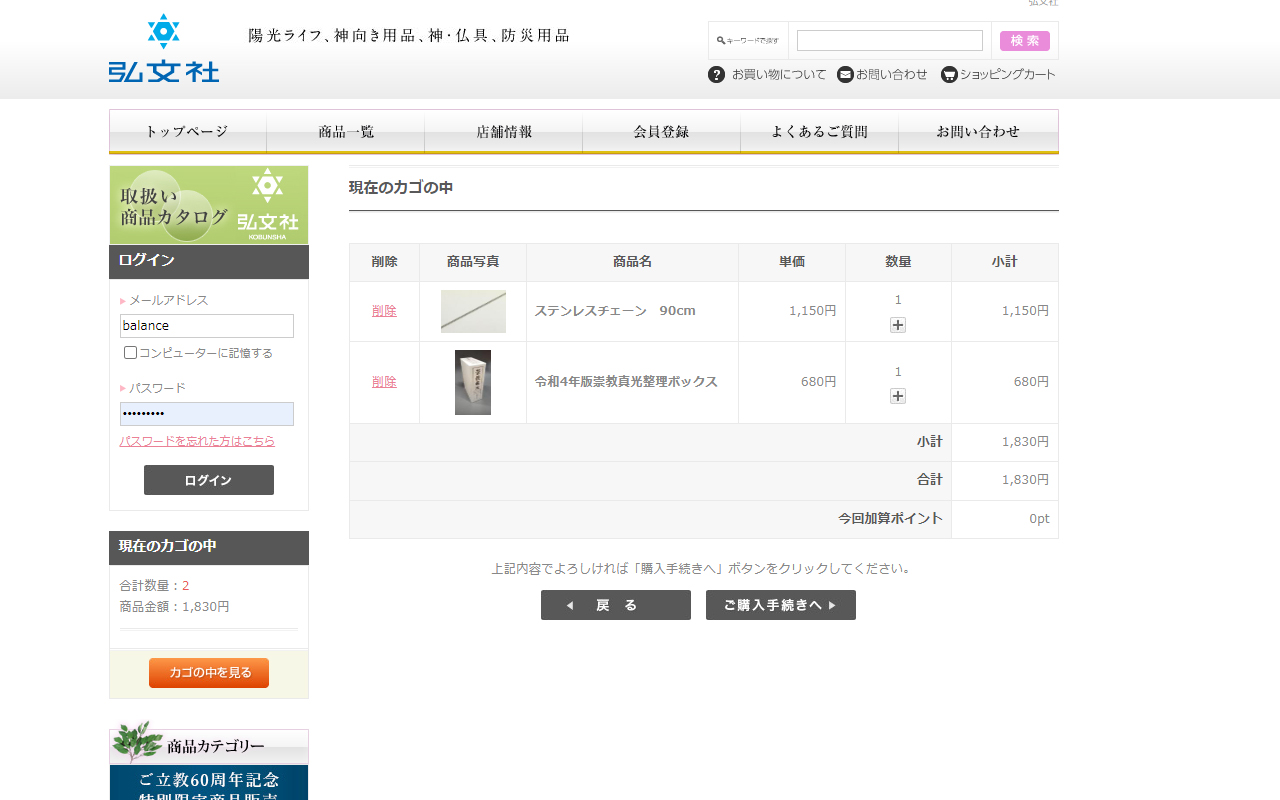 弘文社
弘文社
陽光ライフ、神向き用品、神・仏具、防災用品
キーワードで探す
検索
お買い物について
お問い合わせ
ショッピングカート
トップページ
商品一覧
店舗情報
会員登録
よくあるご質問
お問い合わせ
取扱い
商品カタログ
弘文社
KOBUNSHA
ログイン
メールアドレス
balance
コンピューターに記憶する
パスワード
•••••••••
パスワードを忘れた方はこちら
ログイン
現在のカゴの中
合計数量：2
商品金額：1,830円
カゴの中を見る
商品カテゴリー
ご立教60周年記念
特別限定商品販売
現在のカゴの中
削除 商品写真 商品名 単価 数量 小計
削除 ステンレスチェーン　90cm 1,150円 1 1,150円
削除 令和4年版崇教真光整理ボックス 680円 1 680円
小計 1,830円
合計 1,830円
今回加算ポイント 0pt
上記内容でよろしければ「購入手続きへ」ボタンをクリックしてください。
戻 る
ご購入手続きへ